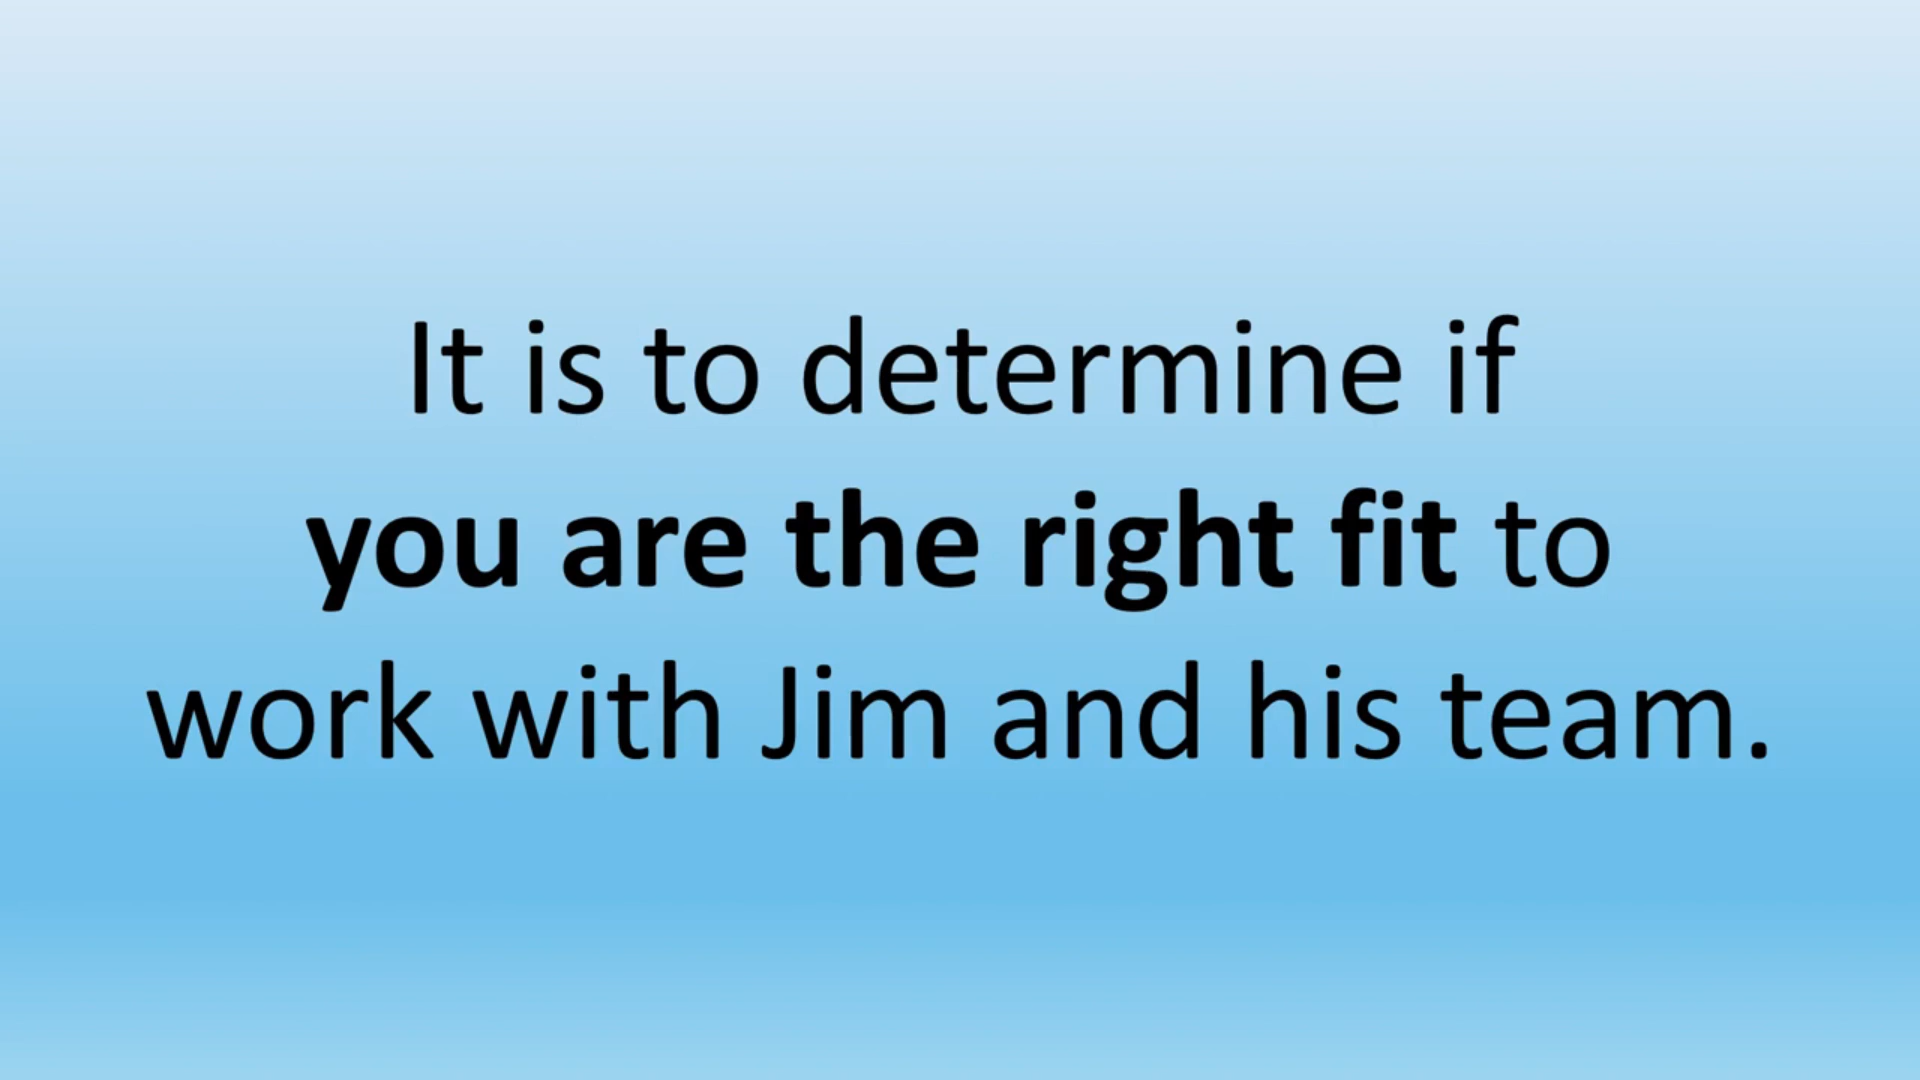 It is to determine if
you are the right fit to
work with Jim and his team.